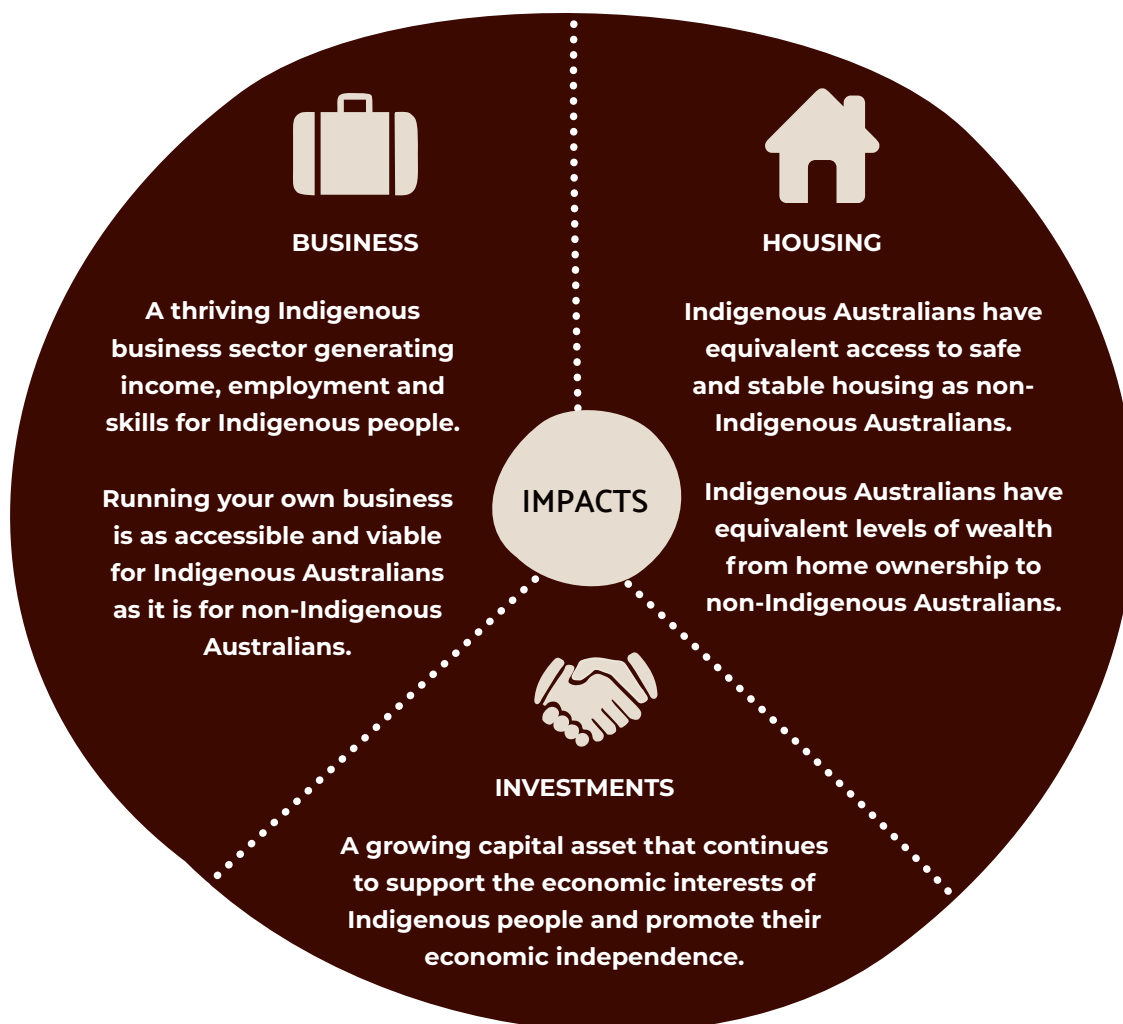 BUSINESS
A thriving Indigenous
business sector generating
income, employment and
skills for Indigenous people.
Running your own business
is as accessible and viable
for Indigenous Australians
as it is for non-Indigenous
Australians.
HOUSING
Indigenous Australians have
equivalent access to safe
and stable housing as non-
Indigenous Australians.
Indigenous Australians have
equivalent levels of wealth
from home ownership to
non-Indigenous Australians.
IMPACTS
INVESTMENTS
A growing capital asset that continues
to support the economic interests of
Indigenous people and promote their
economic independence.